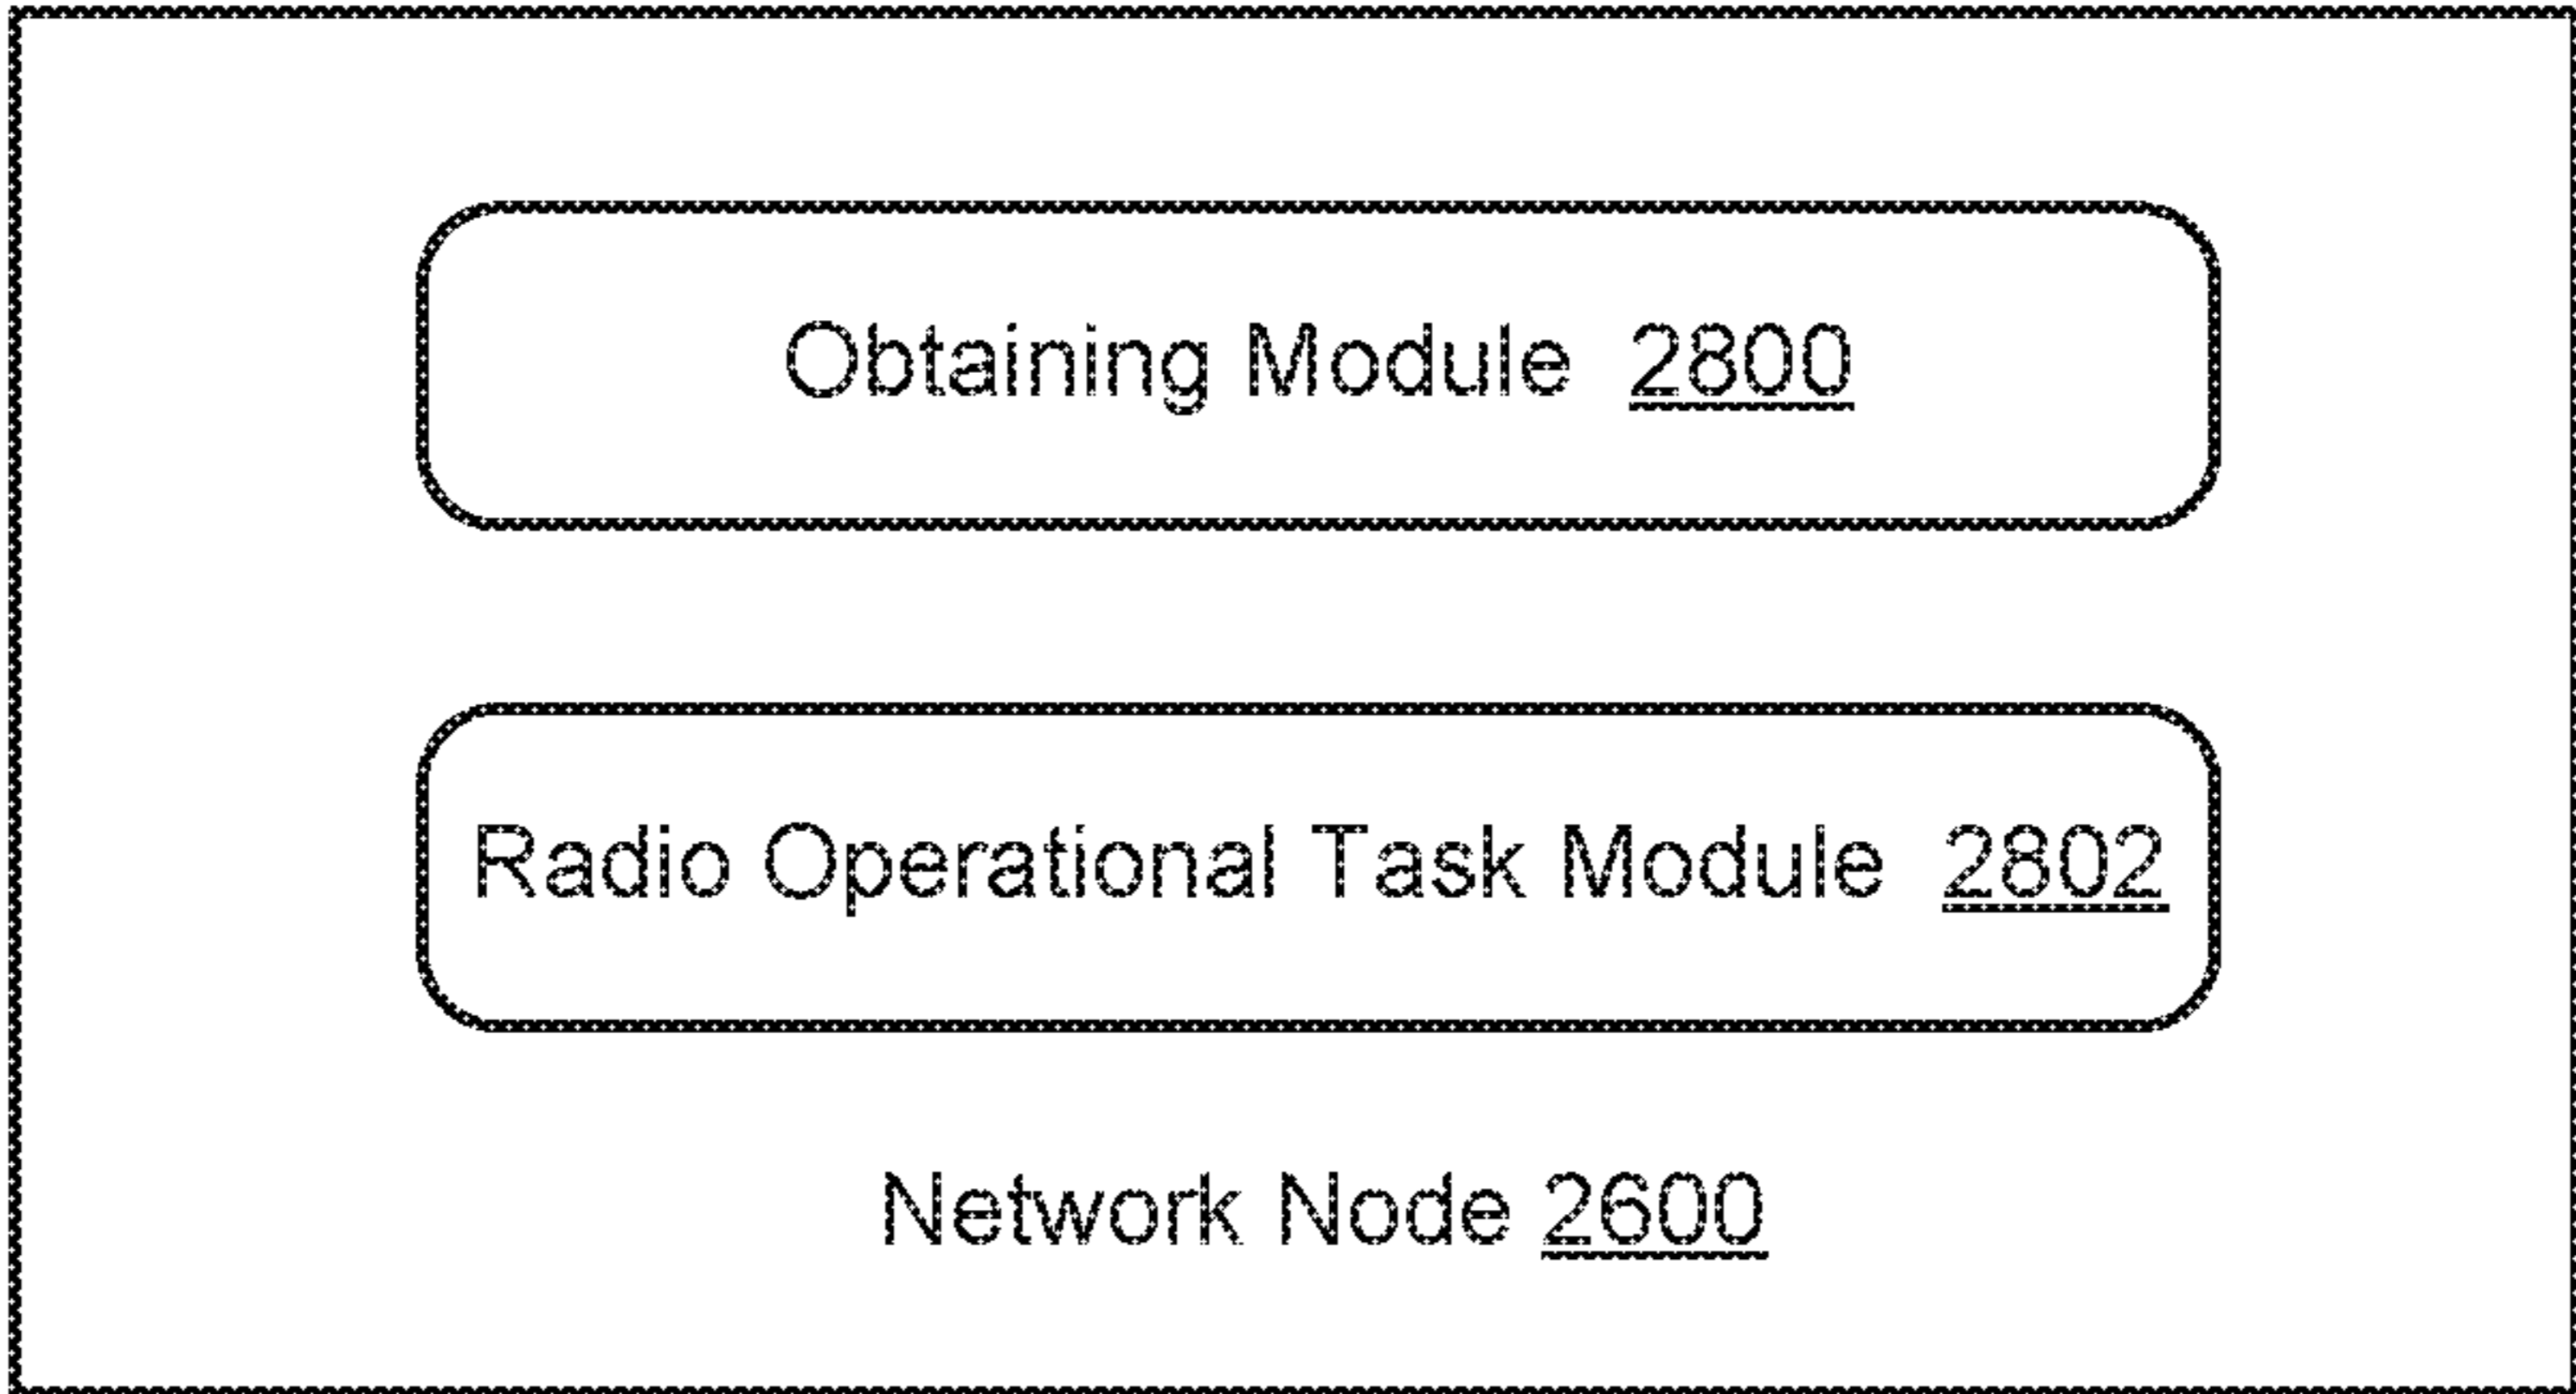 Obtaining Module 2800
Radio Operational Task Module 2802
Network Node 2600